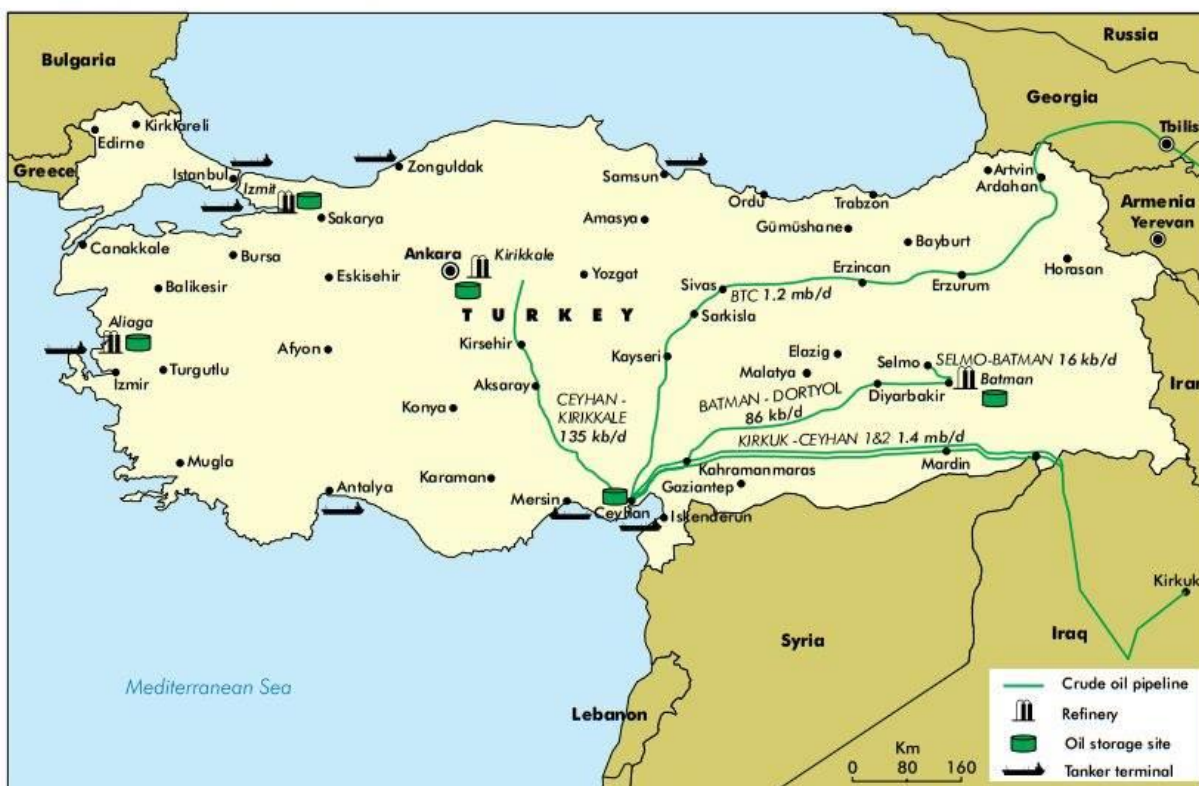 Russia
Bulgaria
Georgia
Tbilis
Kirklareli
Edirne
Greece
Istanbul
Izmit
Zonguldak
Samsun
Artvin
Ardahan
Armenia
Yerevan
Ordu
Trabzon
Sakarya
Amasya
Gümüshane
Bayburt
Canakkale
Bursa
Ankara
Kirikkale
Eskisehir
Yozgat
Erzincan
Erzurum
Horasan
Balikesir
Sivas
BTC 1.2 mb/d
TURKEY
Sarkisla
Aliaga
Kirsehir
Afyon
Kayseri
Elazig
Selmo
SELMO-BATMAN 16 kb/d
Iran
Izmir
Turgutlu
Malatya
Batman
Aksaray
Diyarbakir
Konya
CEYHAN -
KIRIKKALE
135 kb/d
BATMAN - DORTYOL
86 kb/d
KIRKUK -CEYHAN 1&2 1.4 mb/d
Mugla
Karaman
Kahramanmaras
Mardin
Gaziantep
Antalya
Mersin
Ceyhan
Iskenderun
Kirkuk
Syria
Iraq
Mediterranean Sea
Lebanon
Crude oil pipeline
Refinery
Oil storage site
Tanker terminal
Km
0 80 160